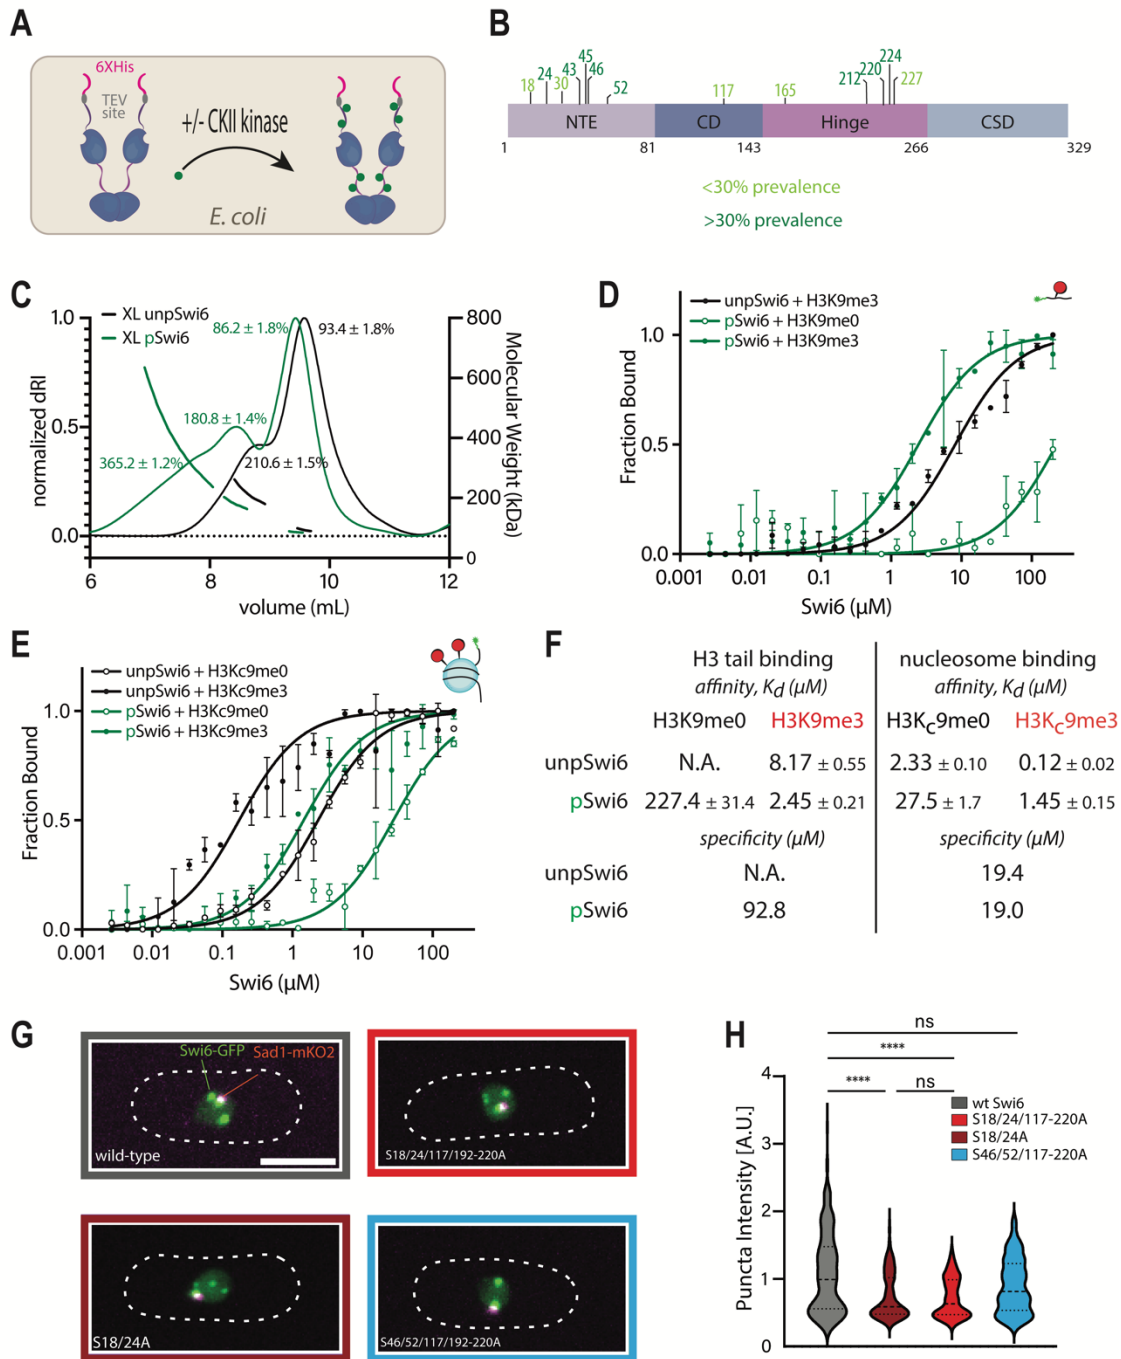 A
6XHis
TEV
site
+/- CKII kinase
E. coli
B
18
24
30
43
45
46
52
117
165
212
220
224
227
NTE
CD
Hinge
CSD
1
81
143
266
329
<30% prevalence
>30% prevalence
C
XL unpSwi6
XL pSwi6
86.2 ± 1.8%
93.4 ± 1.8%
180.8 ± 1.4%
365.2 ± 1.2%
210.6 ± 1.5%
1.0
0.5
0.0
normalized dRI
800
600
400
200
0
Molecular Weight (kDa)
6
8
10
12
volume (mL)
D
unpSwi6 + H3K9me3
pSwi6 + H3K9me0
pSwi6 + H3K9me3
1.0
0.5
0.0
Fraction Bound
0.001
0.01
0.1
1
10
100
Swi6 (µM)
E
unpSwi6 + H3Kc9me0
unpSwi6 + H3Kc9me3
pSwi6 + H3Kc9me0
pSwi6 + H3Kc9me3
1.0
0.5
0.0
Fraction Bound
0.001
0.01
0.1
1
10
100
Swi6 (µM)
F
H3 tail binding
nucleosome binding
affinity, Kd (µM)
affinity, Kd (µM)
H3K9me0 H3K9me3 H3KC9me0 H3KC9me3
unpSwi6 N.A. 8.17 ± 0.55 2.33 ± 0.10 0.12 ± 0.02
pSwi6 227.4 ± 31.4 2.45 ± 0.21 27.5 ± 1.7 1.45 ± 0.15
specificity (µM) specificity (µM)
unpSwi6 N.A. 19.4
pSwi6 92.8 19.0
G
Swi6-GFP
Sad1-mKO2
wild-type
S18/24/117/192-220A
S18/24A
S46/52/117/192-220A
H
ns
****
****
ns
wt Swi6
S18/24/117-220A
S18/24A
S46/52/117-220A
4
3
2
1
0
Puncta Intensity [A.U.]